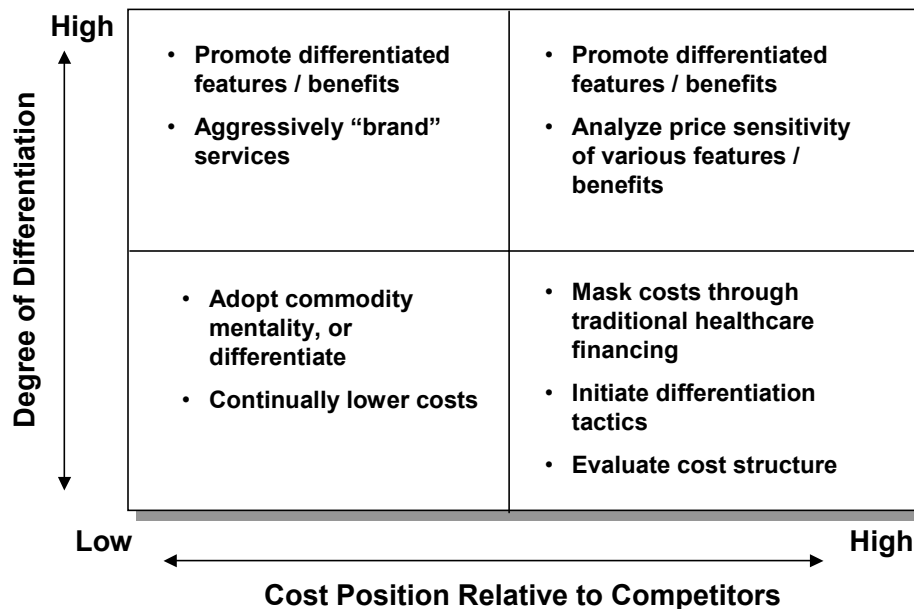 High
Degree of Differentiation
• Promote differentiated
features / benefits
• Aggressively “brand”
services
• Promote differentiated
features / benefits
• Analyze price sensitivity
of various features /
benefits
• Adopt commodity
mentality, or
differentiate
• Continually lower costs
• Mask costs through
traditional healthcare
financing
• Initiate differentiation
tactics
• Evaluate cost structure
Low
High
Cost Position Relative to Competitors